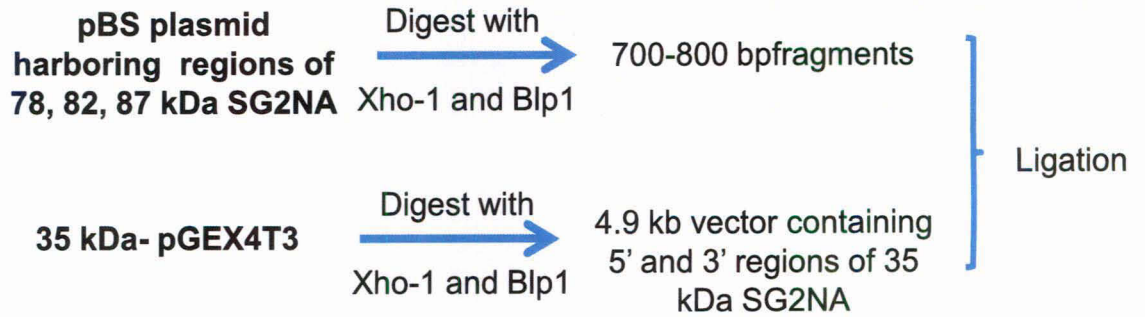 pBS plasmid
harboring regions of
78, 82, 87 kDa SG2NA
Digest with
Xho-1 and Blp1
700-800 bpfragments
35 kDa- pGEX4T3
Digest with
Xho-1 and Blp1
4.9 kb vector containing
5' and 3' regions of 35
kDa SG2NA
Ligation